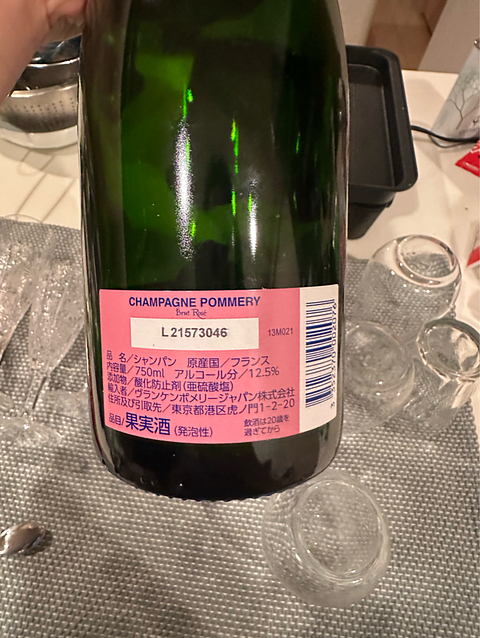 CHAMPAGNE POMMERY
Brut Rosé
L21573046
13M021
品 名/シャンパン 原産国/フランス
内容量/750ml アルコール分/12.5%
添加物/酸化防止剤(亜硫酸塩)
輸入者/ヴランケンポメリージャパン株式会社
住所及び引取先/東京都港区虎ノ門1-2-20
品目/果実酒(発泡性)
飲酒は20歳を
過ぎてから